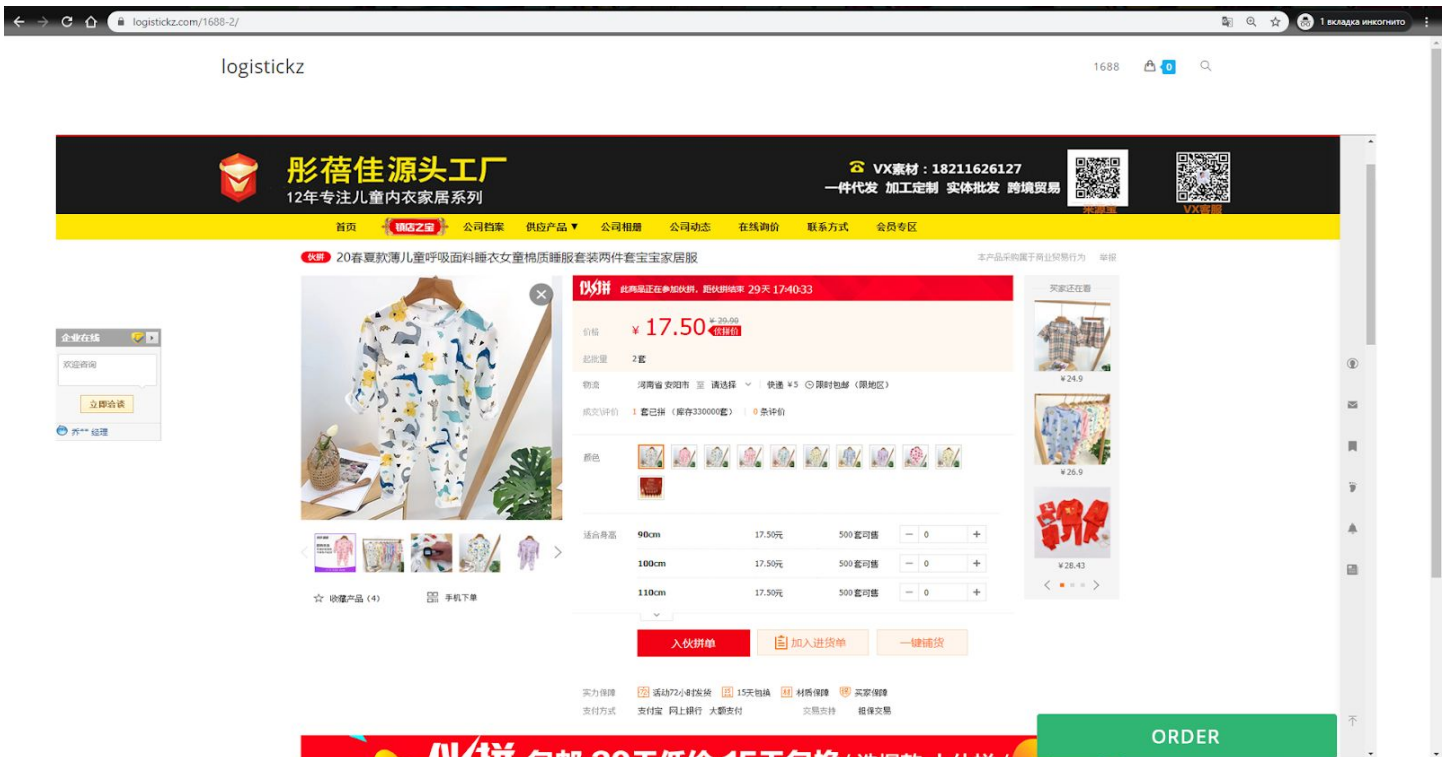 logistickz.com/1688-2/
1 вкладка инкогнито
logistickz
1688
0
彤蓓佳源头工厂
12年专注儿童内衣家居系列
VX素材：18211626127
一件代发 加工定制 实体批发 跨境贸易
来源宝
VX客服
首页 镇店之宝 公司档案 供应产品▼ 公司相册 公司动态 在线询价 联系方式 会员专区
伙拼 20春夏款薄儿童呼吸面料睡衣女童棉质睡服套装两件套宝宝家居服
本产品采购属于商业贸易行为 举报
伙拼 此商品正在参加伙拼，距伙拼结束 29天 17:40:33
价格 ¥ 17.50 ¥ 29.90 伙拼价
起批量 2套
物流 河南省 安阳市 至 请选择 快递 ¥5 限时包邮（限地区）
成交\评价 1 套已拼 （库存330000套） 0 条评价
颜色
适合身高 90cm 17.50元 500套可售 0
100cm 17.50元 500套可售 0
110cm 17.50元 500套可售 0
入伙拼单 加入进货单 一键铺货
收藏产品（4） 手机下单
实力保障 活动72小时发货 15天包换 材质保障 买家保障
支付方式 支付宝 网上银行 大额支付 交易支持 担保交易
买家还在看
¥24.9
¥26.9
¥28.43
企业在线
欢迎咨询
立即洽谈
乔** 经理
ORDER